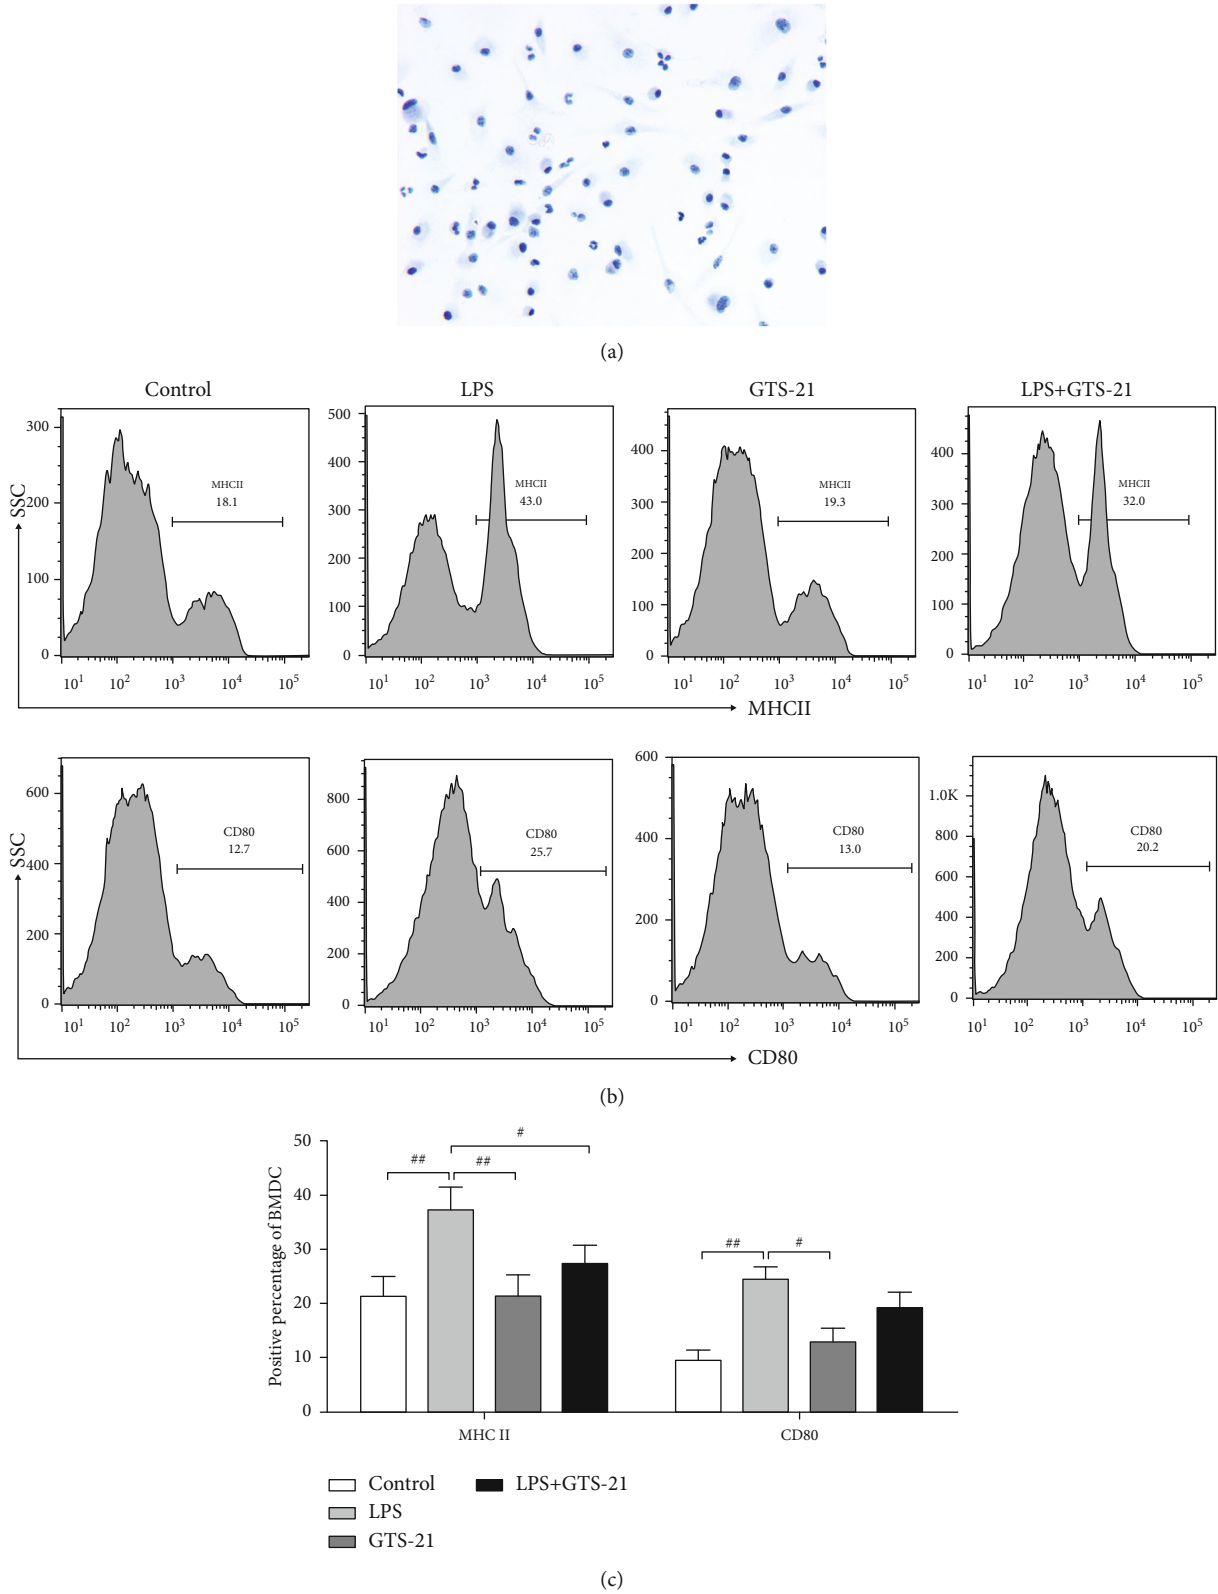 (a)
Control LPS GTS-21 LPS+GTS-21
SSC
300
200
100
0
MHCII
18.1
10¹ 10² 10³ 10⁴ 10⁵
500
400
300
200
100
0
MHCII
43.0
10¹ 10² 10³ 10⁴ 10⁵
400
300
200
100
0
MHCII
19.3
10¹ 10² 10³ 10⁴ 10⁵
400
300
200
100
0
MHCII
32.0
10¹ 10² 10³ 10⁴ 10⁵
MHCII
SSC
600
400
200
0
CD80
12.7
10¹ 10² 10³ 10⁴ 10⁵
800
600
400
200
0
CD80
25.7
10¹ 10² 10³ 10⁴ 10⁵
600
400
200
0
CD80
13.0
10¹ 10² 10³ 10⁴ 10⁵
1.0K
800
600
400
200
0
CD80
20.2
10¹ 10² 10³ 10⁴ 10⁵
CD80
(b)
Positive percentage of BMDC
50
40
30
20
10
0
#
## ##
## #
MHC II CD80
Control LPS+GTS-21
LPS
GTS-21
(c)